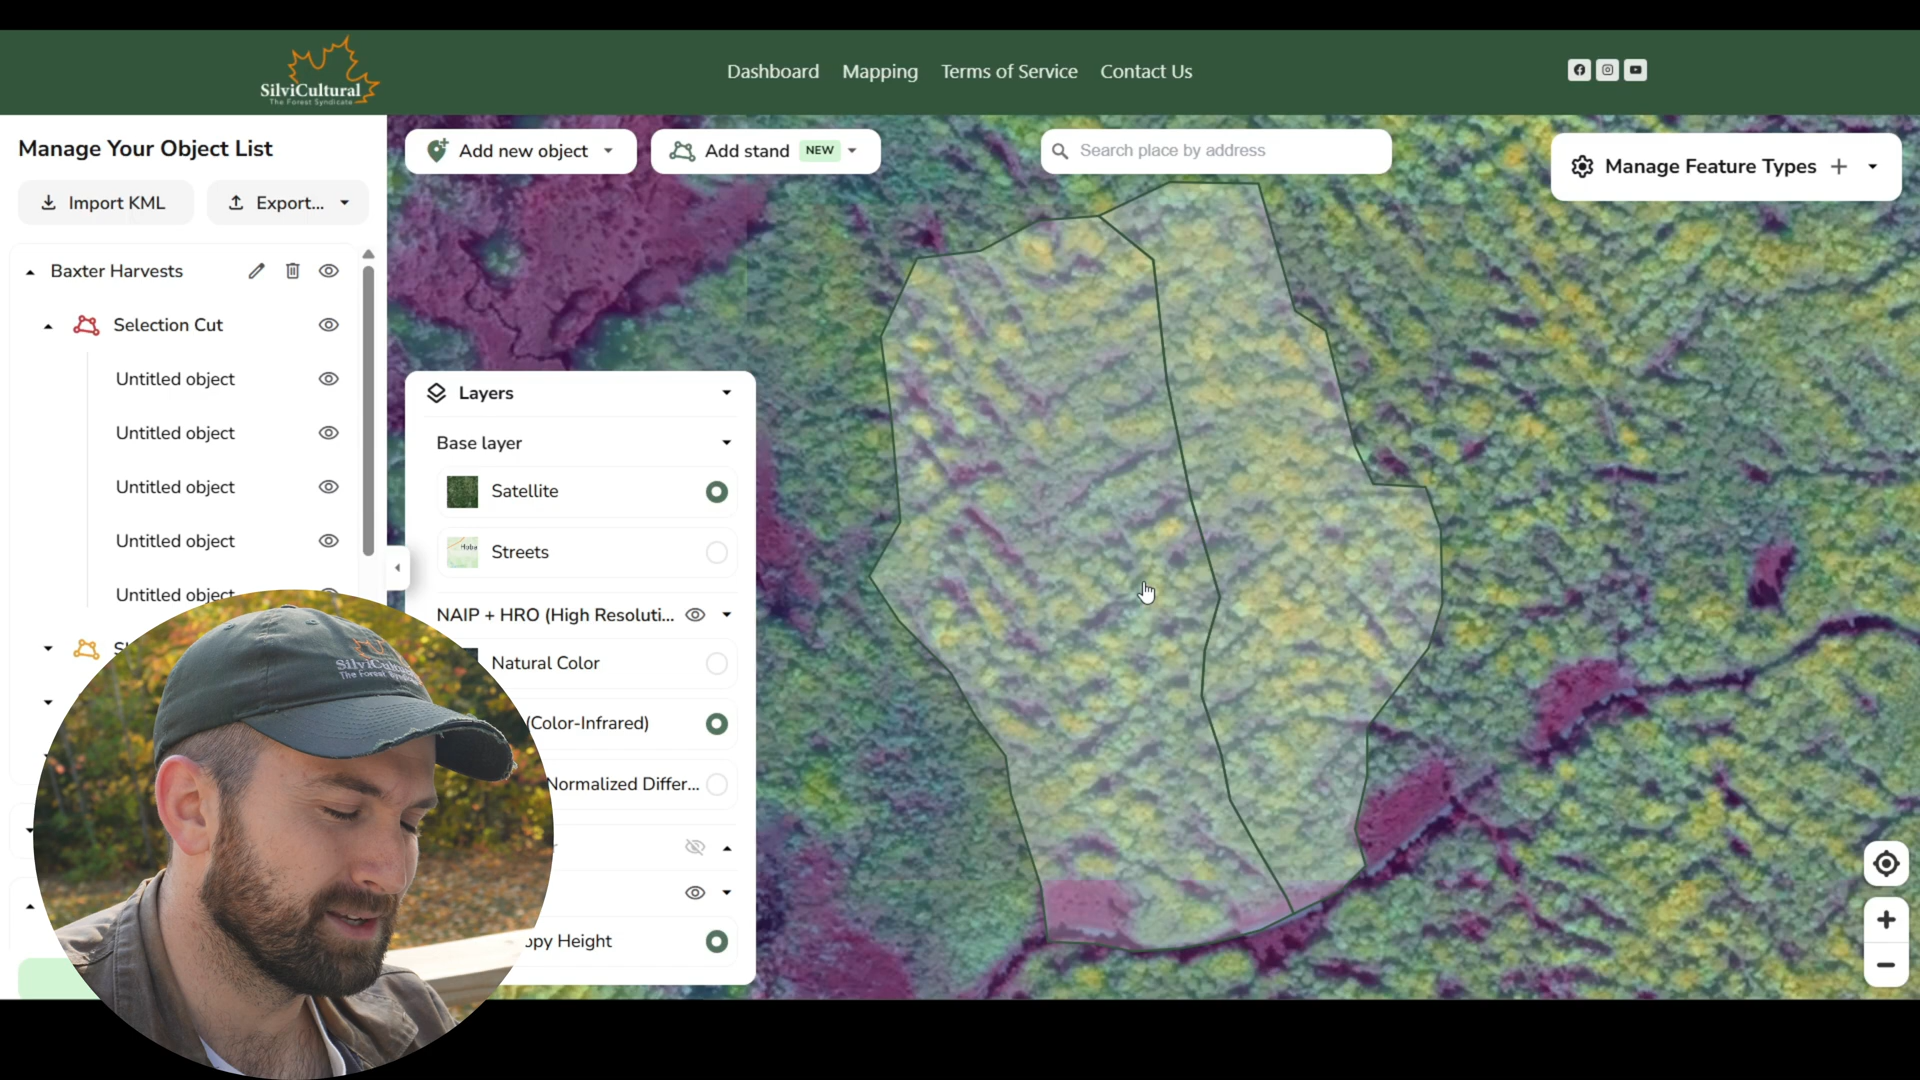 SilviCultural
The Forest Syndicate
Dashboard
Mapping
Terms of Service
Contact Us
Manage Your Object List
Import KML
Export...
Baxter Harvests
Selection Cut
Untitled object
Untitled object
Untitled object
Untitled object
Untitled object
Add new object
Add stand
NEW
Search place by address
Manage Feature Types
Layers
Base layer
Satellite
Streets
NAIP + HRO (High Resoluti...
Natural Color
(Color-Infrared)
Normalized Differ...
Height
SilviCultural
The Forest